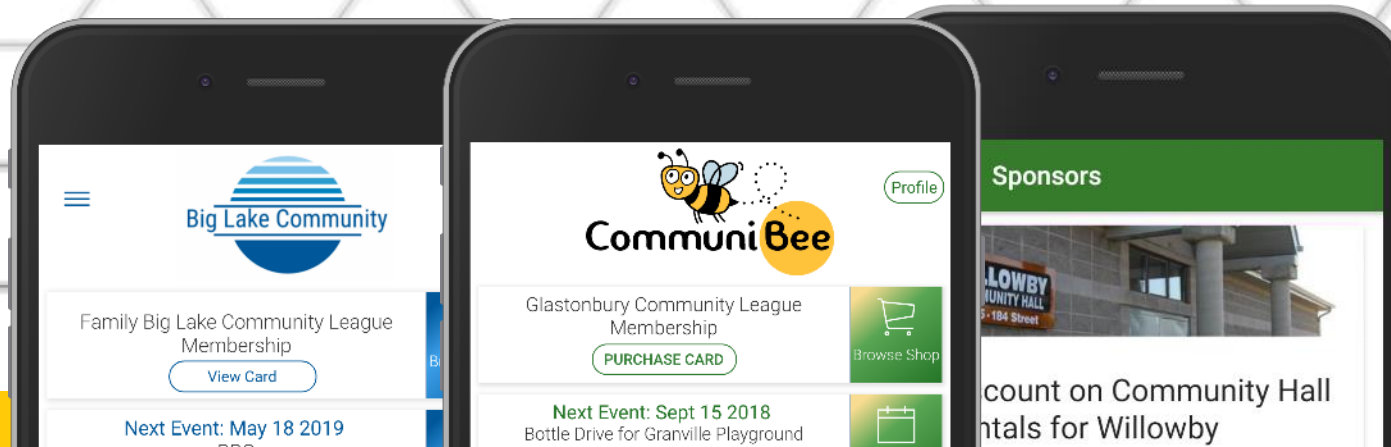 Big Lake Community
Family Big Lake Community League
Membership
View Card
Next Event: May 18 2019
CommuniBee
Profile
Glastonbury Community League
Membership
PURCHASE CARD
Browse Shop
Next Event: Sept 15 2018
Bottle Drive for Granville Playground
Sponsors
LLOWBY
MUNITY HALL
5 - 184 Street
count on Community Hall
ntals for Willowby